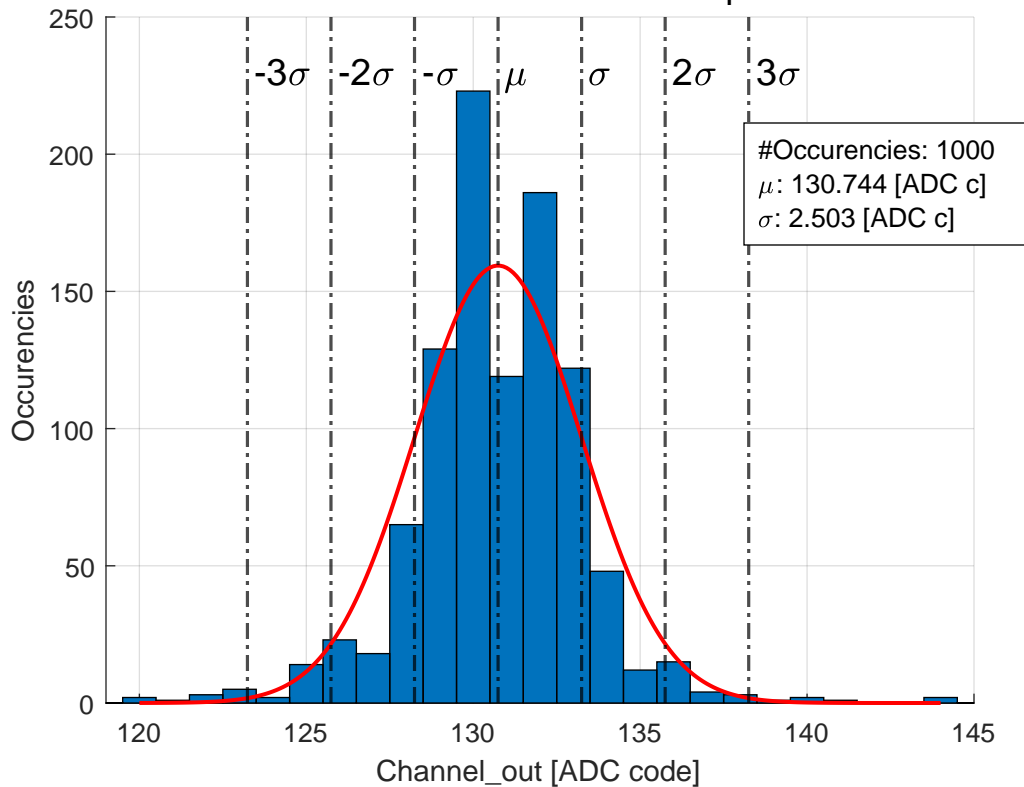 250
-3σ -2σ -σ μ σ 2σ 3σ
#Occurencies: 1000
μ: 130.744 [ADC c]
σ: 2.503 [ADC c]
200
150
100
50
0
Occurencies
120 125 130 135 140 145
Channel_out [ADC code]